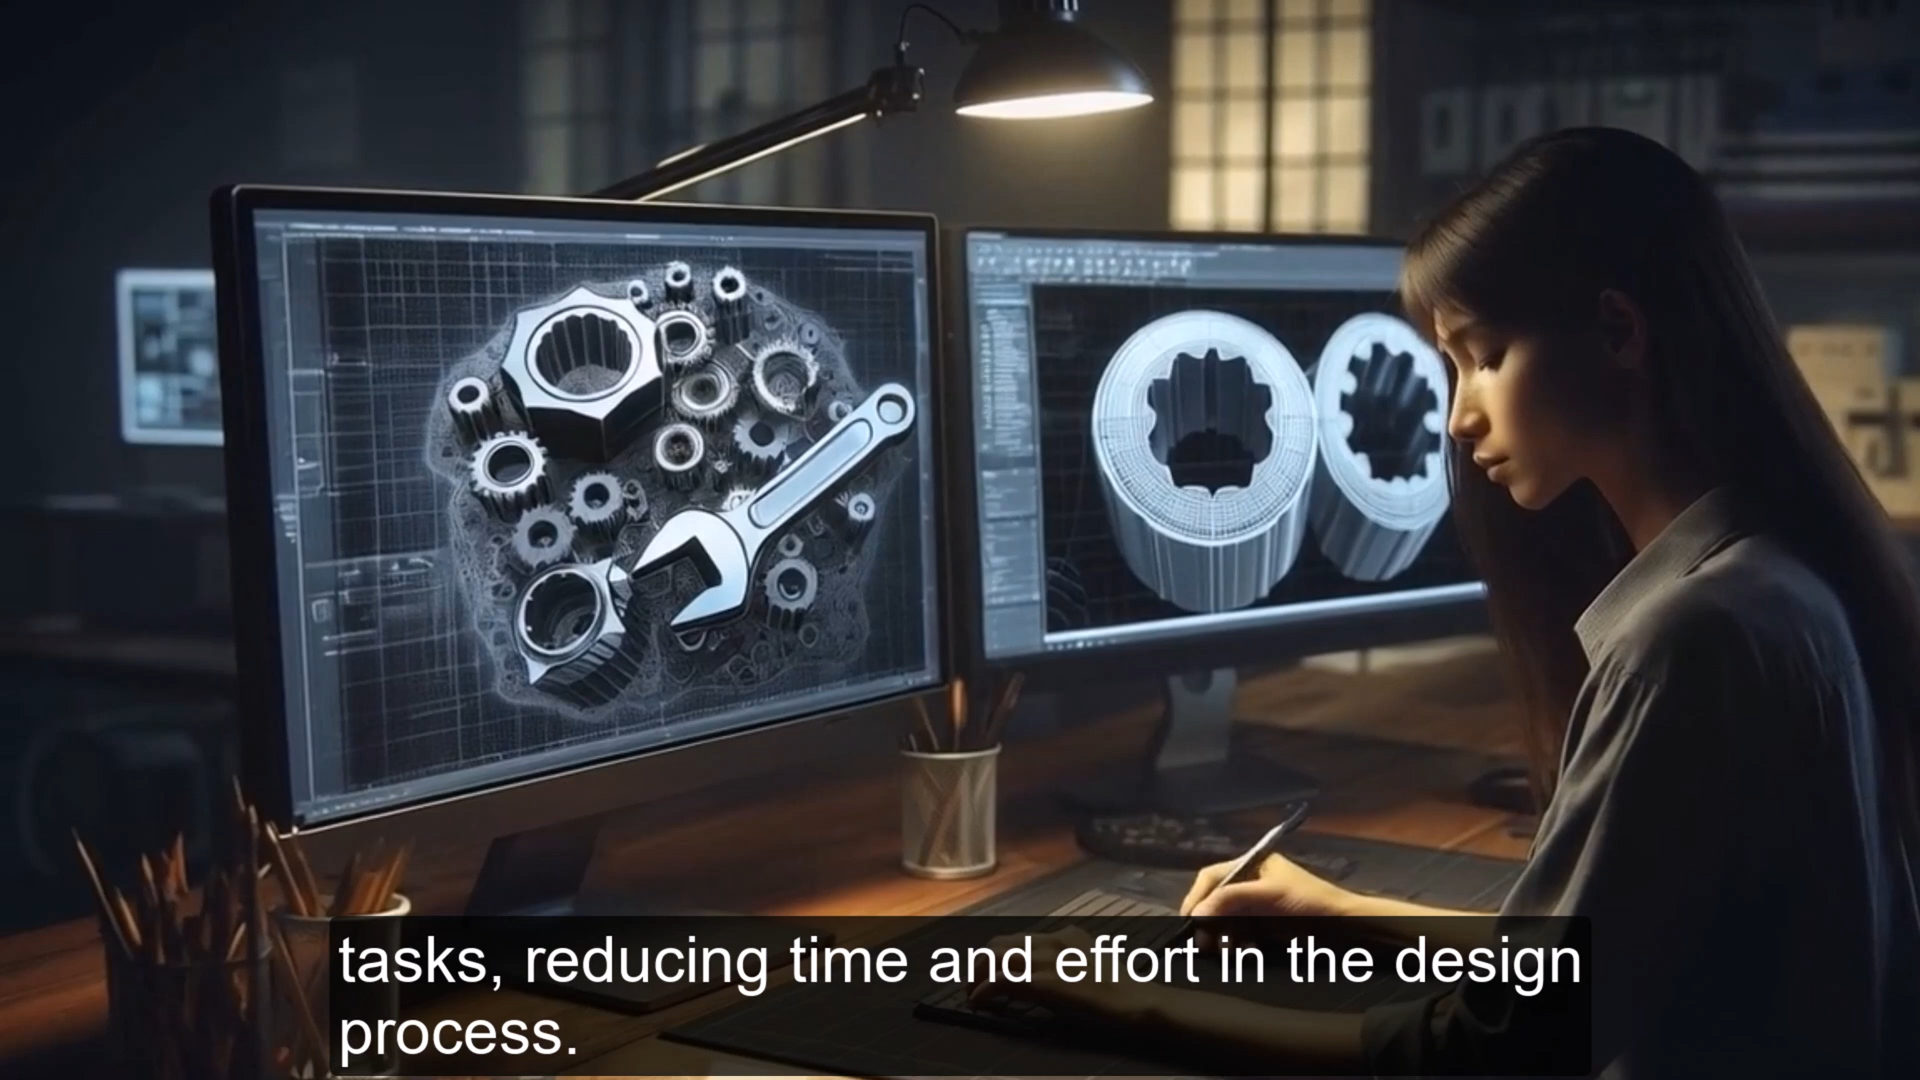 tasks, reducing time and effort in the design
process.